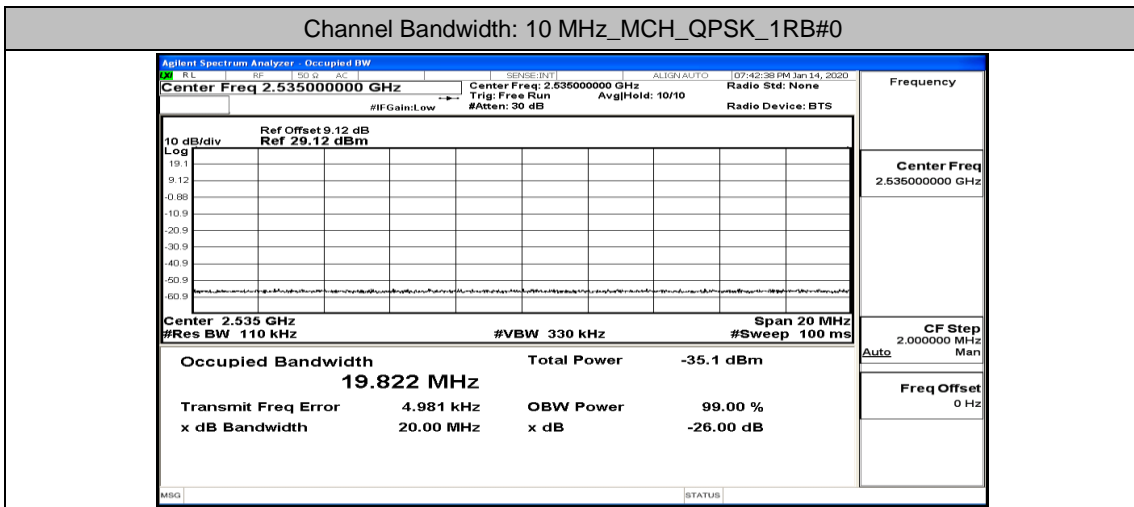 Channel Bandwidth: 10 MHz_MCH_QPSK_1RB#0
Agilent Spectrum Analyzer - Occupied BW
RL RF 50 Ω AC SENSE:INT ALIGN AUTO 07:42:38 PM Jan 14, 2020
Center Freq 2.535000000 GHz
Center Freq: 2.535000000 GHz
Radio Std: None
Trig: Free Run Avg|Hold: 10/10
#IFGain:Low #Atten: 30 dB Radio Device: BTS
Frequency
Ref Offset 9.12 dB
10 dB/div Ref 29.12 dBm
Log
19.1
9.12
-0.88
-10.9
-20.9
-30.9
-40.9
-50.9
-60.9
Center Freq
2.535000000 GHz
Center 2.535 GHz Span 20 MHz
#Res BW 110 kHz #VBW 330 kHz #Sweep 100 ms
CF Step
2.000000 MHz
Auto Man
Occupied Bandwidth Total Power -35.1 dBm
19.822 MHz
Transmit Freq Error 4.981 kHz OBW Power 99.00 %
x dB Bandwidth 20.00 MHz x dB -26.00 dB
Freq Offset
0 Hz
MSG STATUS